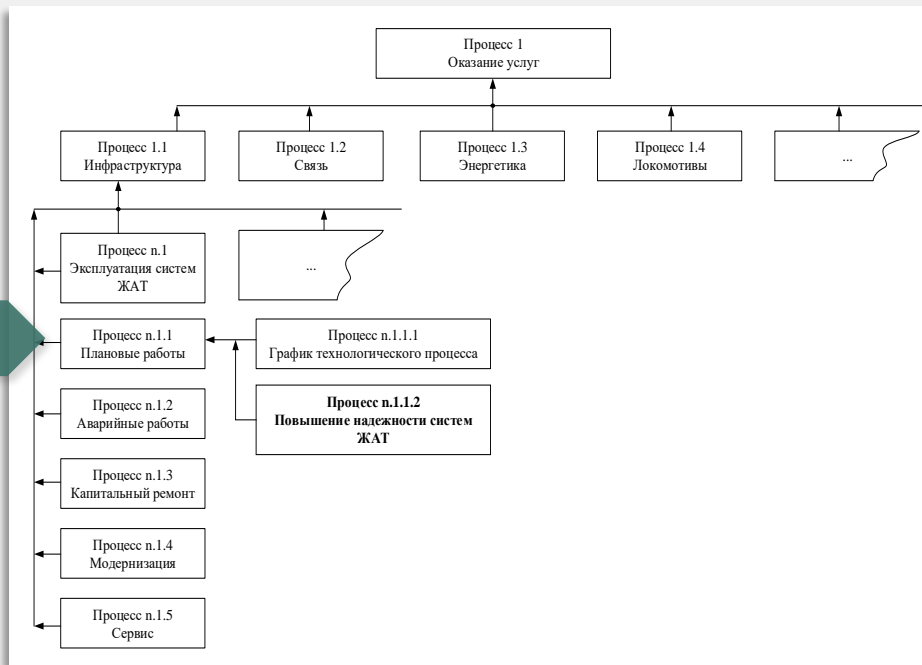 Процесс 1
Оказание услуг
Процесс 1.1
Инфраструктура
Процесс 1.2
Связь
Процесс 1.3
Энергетика
Процесс 1.4
Локомотивы
...
Процесс n.1
Эксплуатация систем
ЖАТ
...
Процесс n.1.1
Плановые работы
Процесс n.1.1.1
График технологического процесса
Процесс n.1.1.2
Повышение надежности систем
ЖАТ
Процесс n.1.2
Аварийные работы
Процесс n.1.3
Капитальный ремонт
Процесс n.1.4
Модернизация
Процесс n.1.5
Сервис